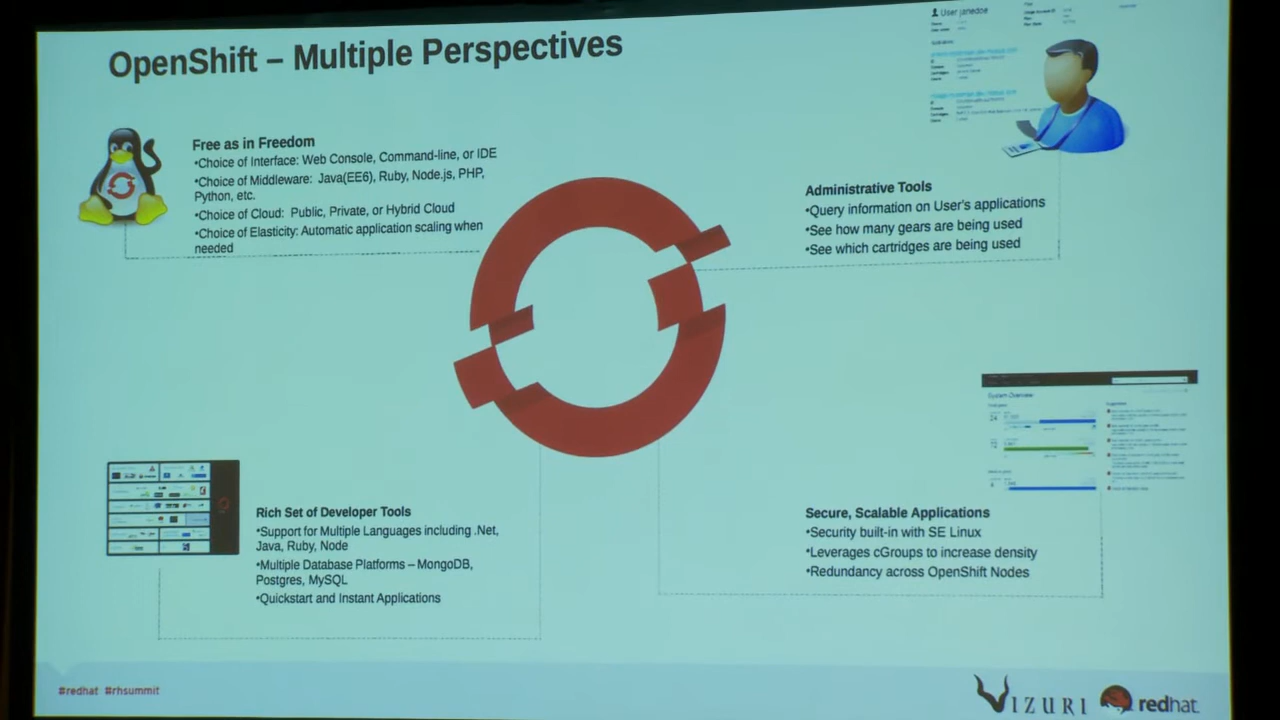 OpenShift – Multiple Perspectives
User janedoe
Free as in Freedom
•Choice of Interface: Web Console, Command-line, or IDE
•Choice of Middleware: Java(EE6), Ruby, Node.js, PHP,
Python, etc.
•Choice of Cloud: Public, Private, or Hybrid Cloud
•Choice of Elasticity: Automatic application scaling when
needed
Administrative Tools
•Query information on User's applications
•See how many gears are being used
•See which cartridges are being used
System Overview
Rich Set of Developer Tools
•Support for Multiple Languages including .Net,
Java, Ruby, Node
•Multiple Database Platforms – MongoDB,
Postgres, MySQL
•Quickstart and Instant Applications
Secure, Scalable Applications
•Security built-in with SE Linux
•Leverages cGroups to increase density
•Redundancy across OpenShift Nodes
#redhat #rhsummit
VIZURI
redhat.